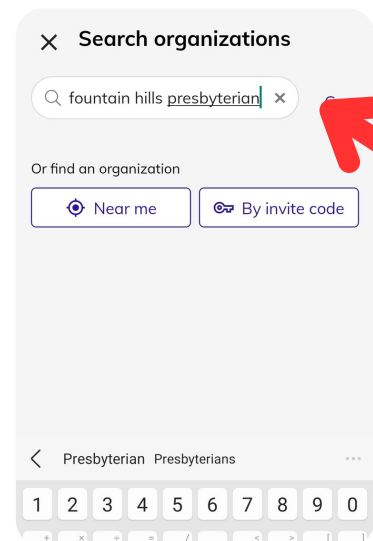 Search organizations
fountain hills presbyterian
Or find an organization
Near me
By invite code
Presbyterian Presbyterians
1 2 3 4 5 6 7 8 9 0
+ × ÷ = / < > [ ]